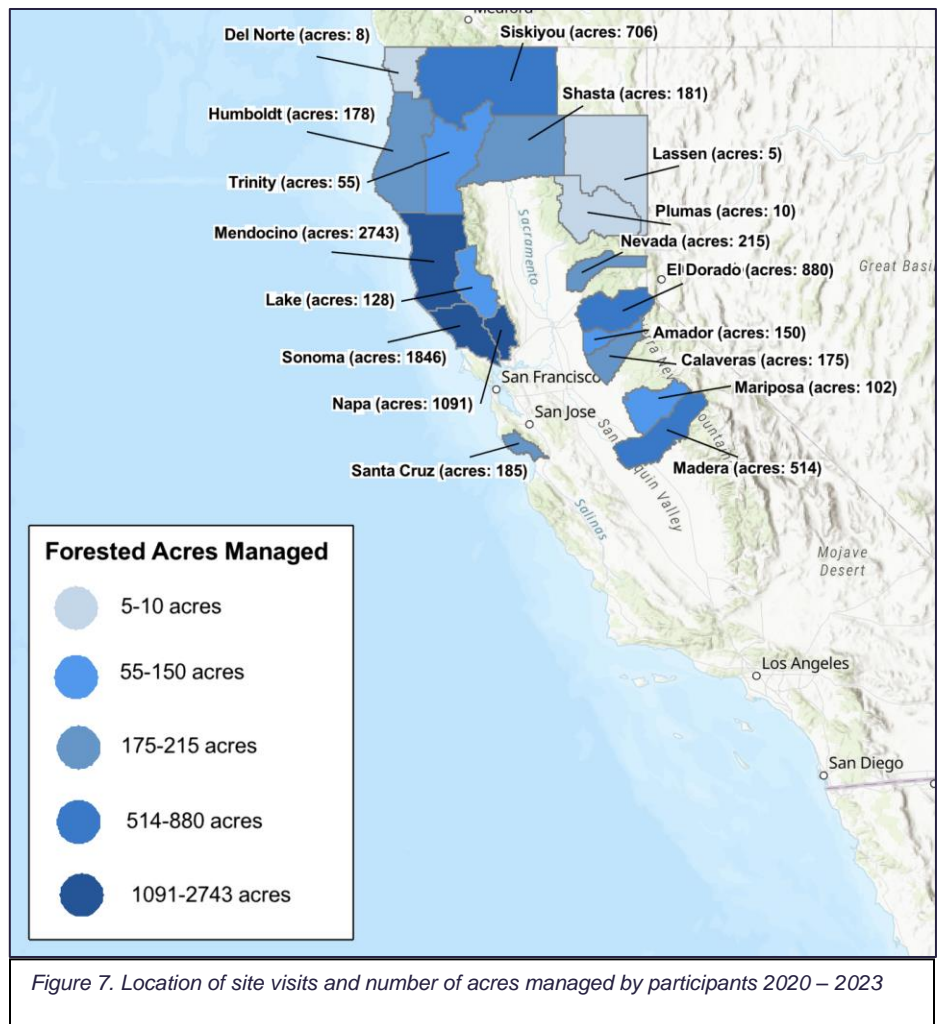 Del Norte (acres: 8)
Siskiyou (acres: 706)
Shasta (acres: 181)
Humboldt (acres: 178)
Lassen (acres: 5)
Trinity (acres: 55)
Plumas (acres: 10)
Sacramento
Mendocino (acres: 2743)
Nevada (acres: 215)
El Dorado (acres: 880)
Great Basi
Lake (acres: 128)
Amador (acres: 150)
Sonoma (acres: 1846)
Calaveras (acres: 175)
San Francisco
Mariposa (acres: 102)
Napa (acres: 1091)
San Jose
Santa Cruz (acres: 185)
Madera (acres: 514)
San
quin Valley
Salinas
Forested Acres Managed
5-10 acres
55-150 acres
175-215 acres
514-880 acres
1091-2743 acres
Mojave
Desert
Los Angeles
San Diego
Figure 7. Location of site visits and number of acres managed by participants 2020 – 2023